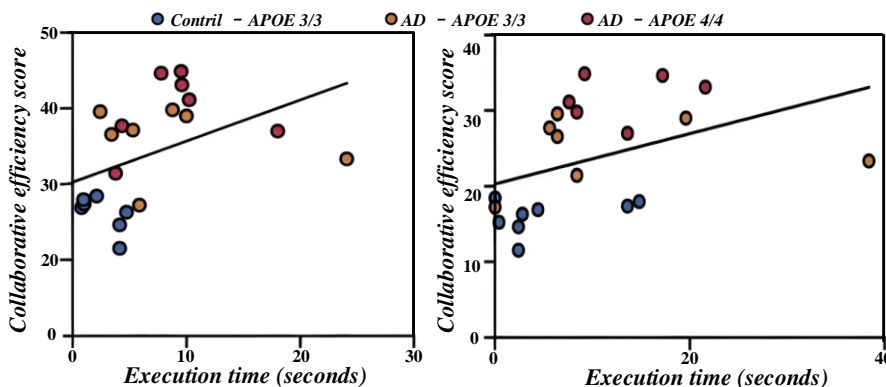 Contril – APOE 3/3 AD – APOE 3/3 AD – APOE 4/4
Collaborative efficiency score
50
40
30
20
0
0 10 20 30
Execution time (seconds)
Collaborative efficiency score
40
30
20
10
0
0 20 40
Execution time (seconds)